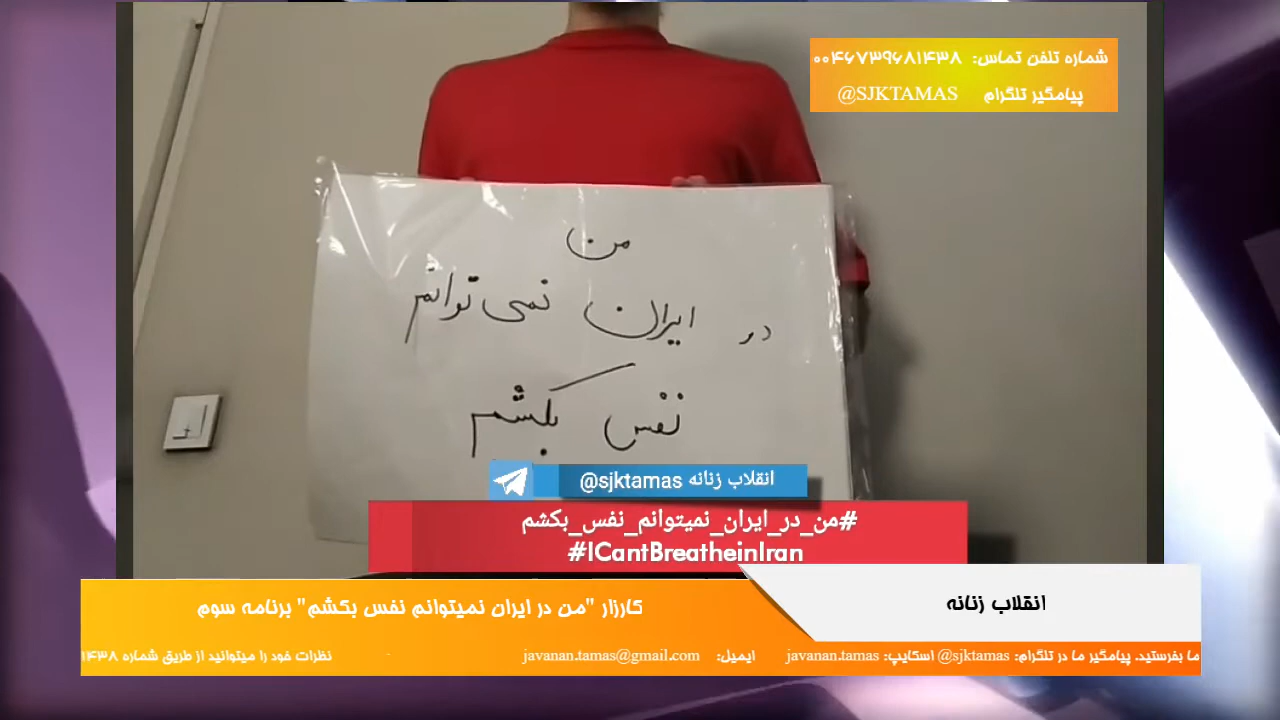 شماره تلفن تماس: ۰۰۴۶۷۳۹۶۸۱۴۳۸
پیامگیر تلگرام @SJKTAMAS
من
در ایران نمی‌توانم
نفس بکشم
انقلاب زنانه @sjktamas
#من_در_ایران_نمیتوانم_نفس_بکشم
#ICantBreatheinIran
انقلاب زنانه
کارزار "من در ایران نمیتوانم نفس بکشم" برنامه سوم
ما بفرستید. پیامگیر ما در تلگرام: @sjktamas اسکایپ: javanan.tamas ایمیل: javanan.tamas@gmail.com - نظرات خود را میتوانید از طریق شماره ۱۴۳۸